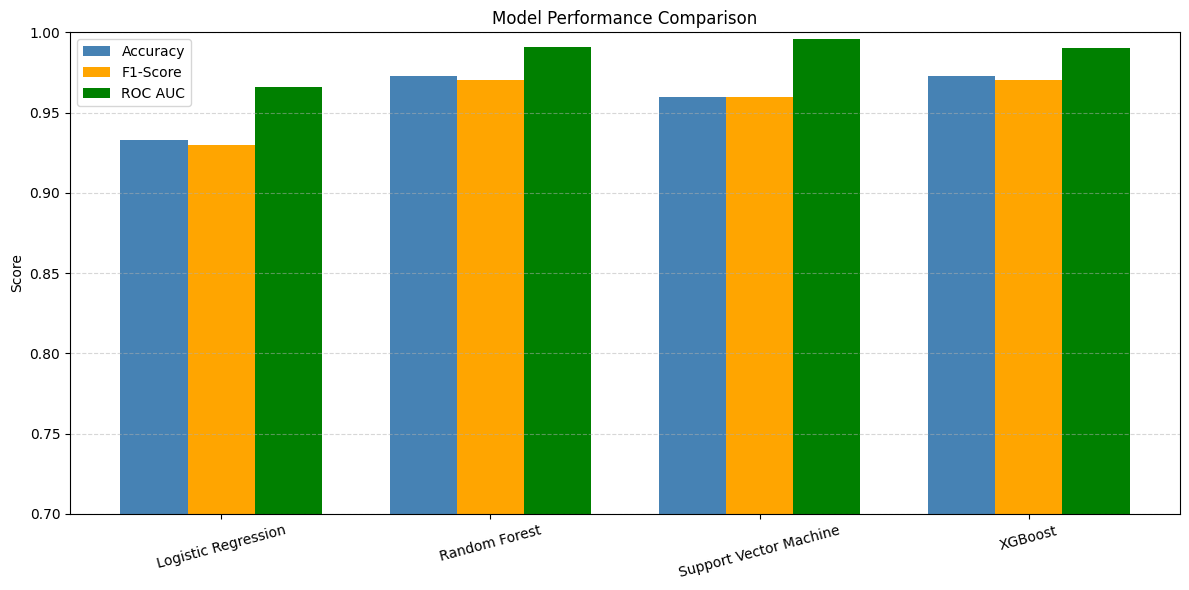 Model Performance Comparison
Accuracy
F1-Score
ROC AUC
Score
1.00
0.95
0.90
0.85
0.80
0.75
0.70
Logistic Regression
Random Forest
Support Vector Machine
XGBoost